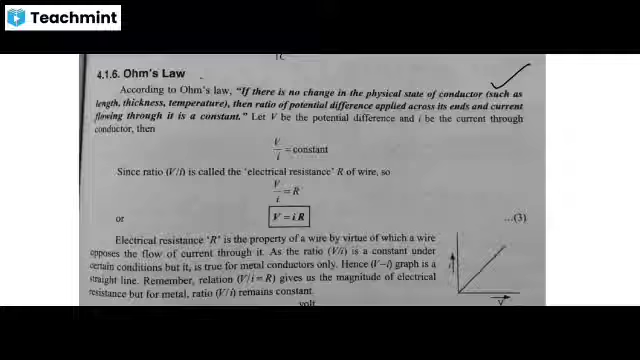 Teachmint
4.1.6. Ohm's Law
According to Ohm's law, "If there is no change in the physical state of conductor (such as
length, thickness, temperature), then ratio of potential difference applied across its ends and current
flowing through it is a constant." Let V be the potential difference and i be the current through
conductor, then
V
i = constant
Since ratio (V/i) is called the 'electrical resistance' R of wire, so
V
i = R
or V = i R ...(3)
Electrical resistance 'R' is the property of a wire by virtue of which a wire
opposes the flow of current through it. As the ratio (V/i) is a constant under
certain conditions but it, is true for metal conductors only. Hence (V–i) graph is a
straight line. Remember, relation (V/i = R) gives us the magnitude of electrical
resistance but for metal, ratio (V/i) remains constant.
i
V
volt